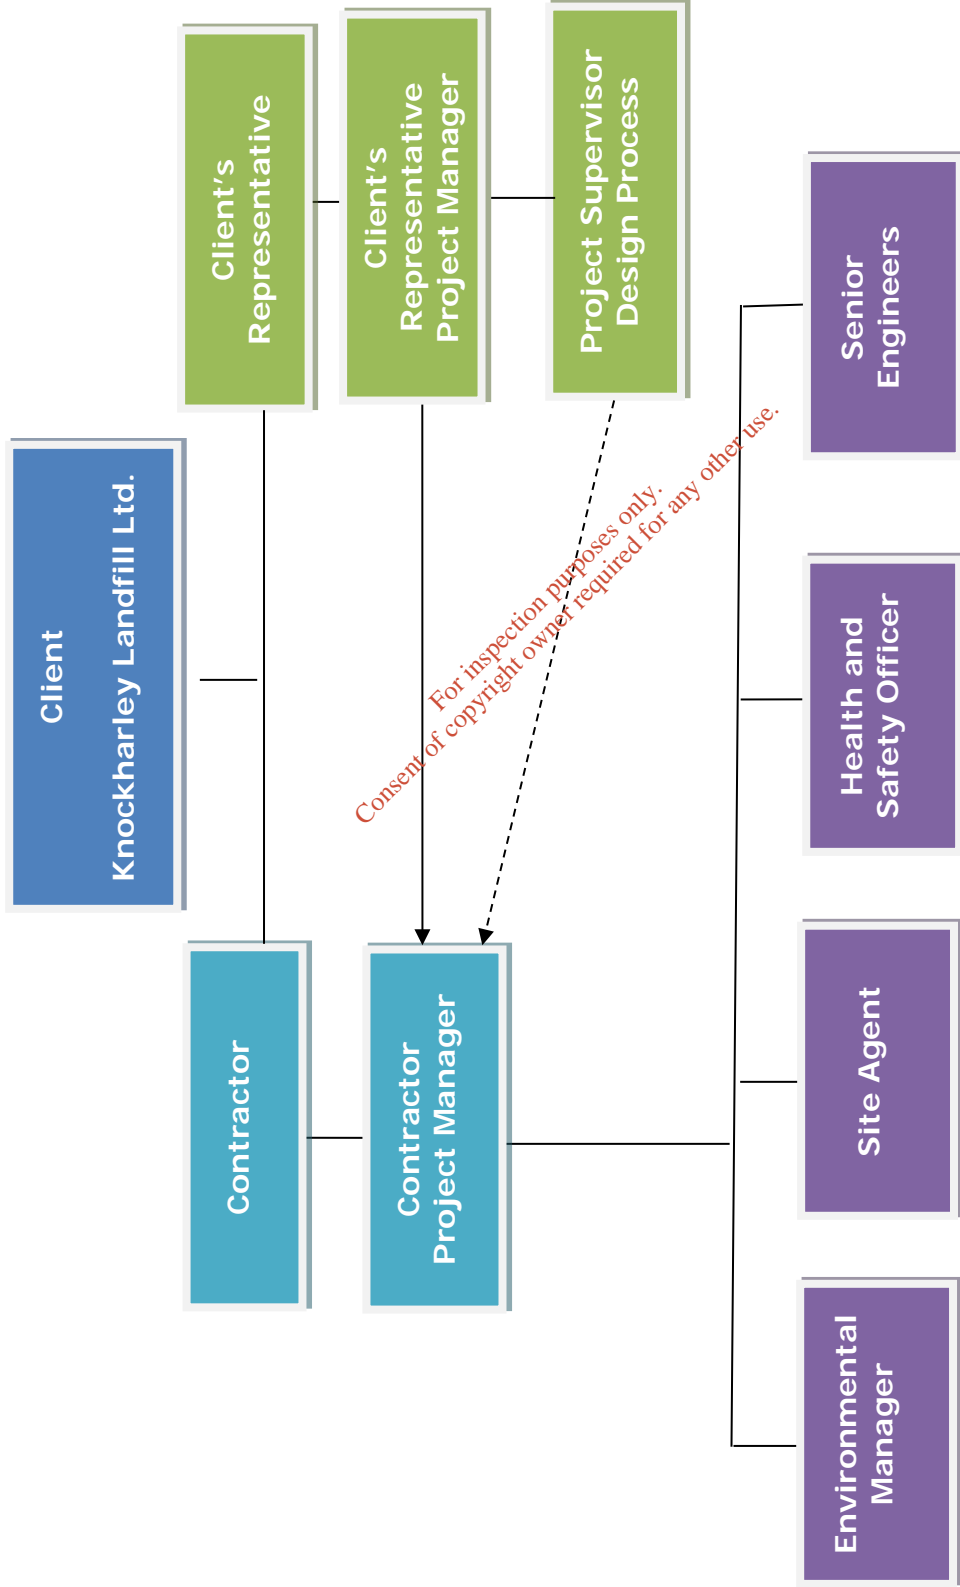 Client
Knockharley Landfill Ltd.
Contractor
Client's
Representative
Contractor
Project Manager
Client's
Representative
Project Manager
Project Supervisor
Design Process
Environmental
Manager
Site Agent
Health and
Safety Officer
Senior
Engineers
For inspection purposes only.
Consent of copyright owner required for any other use.